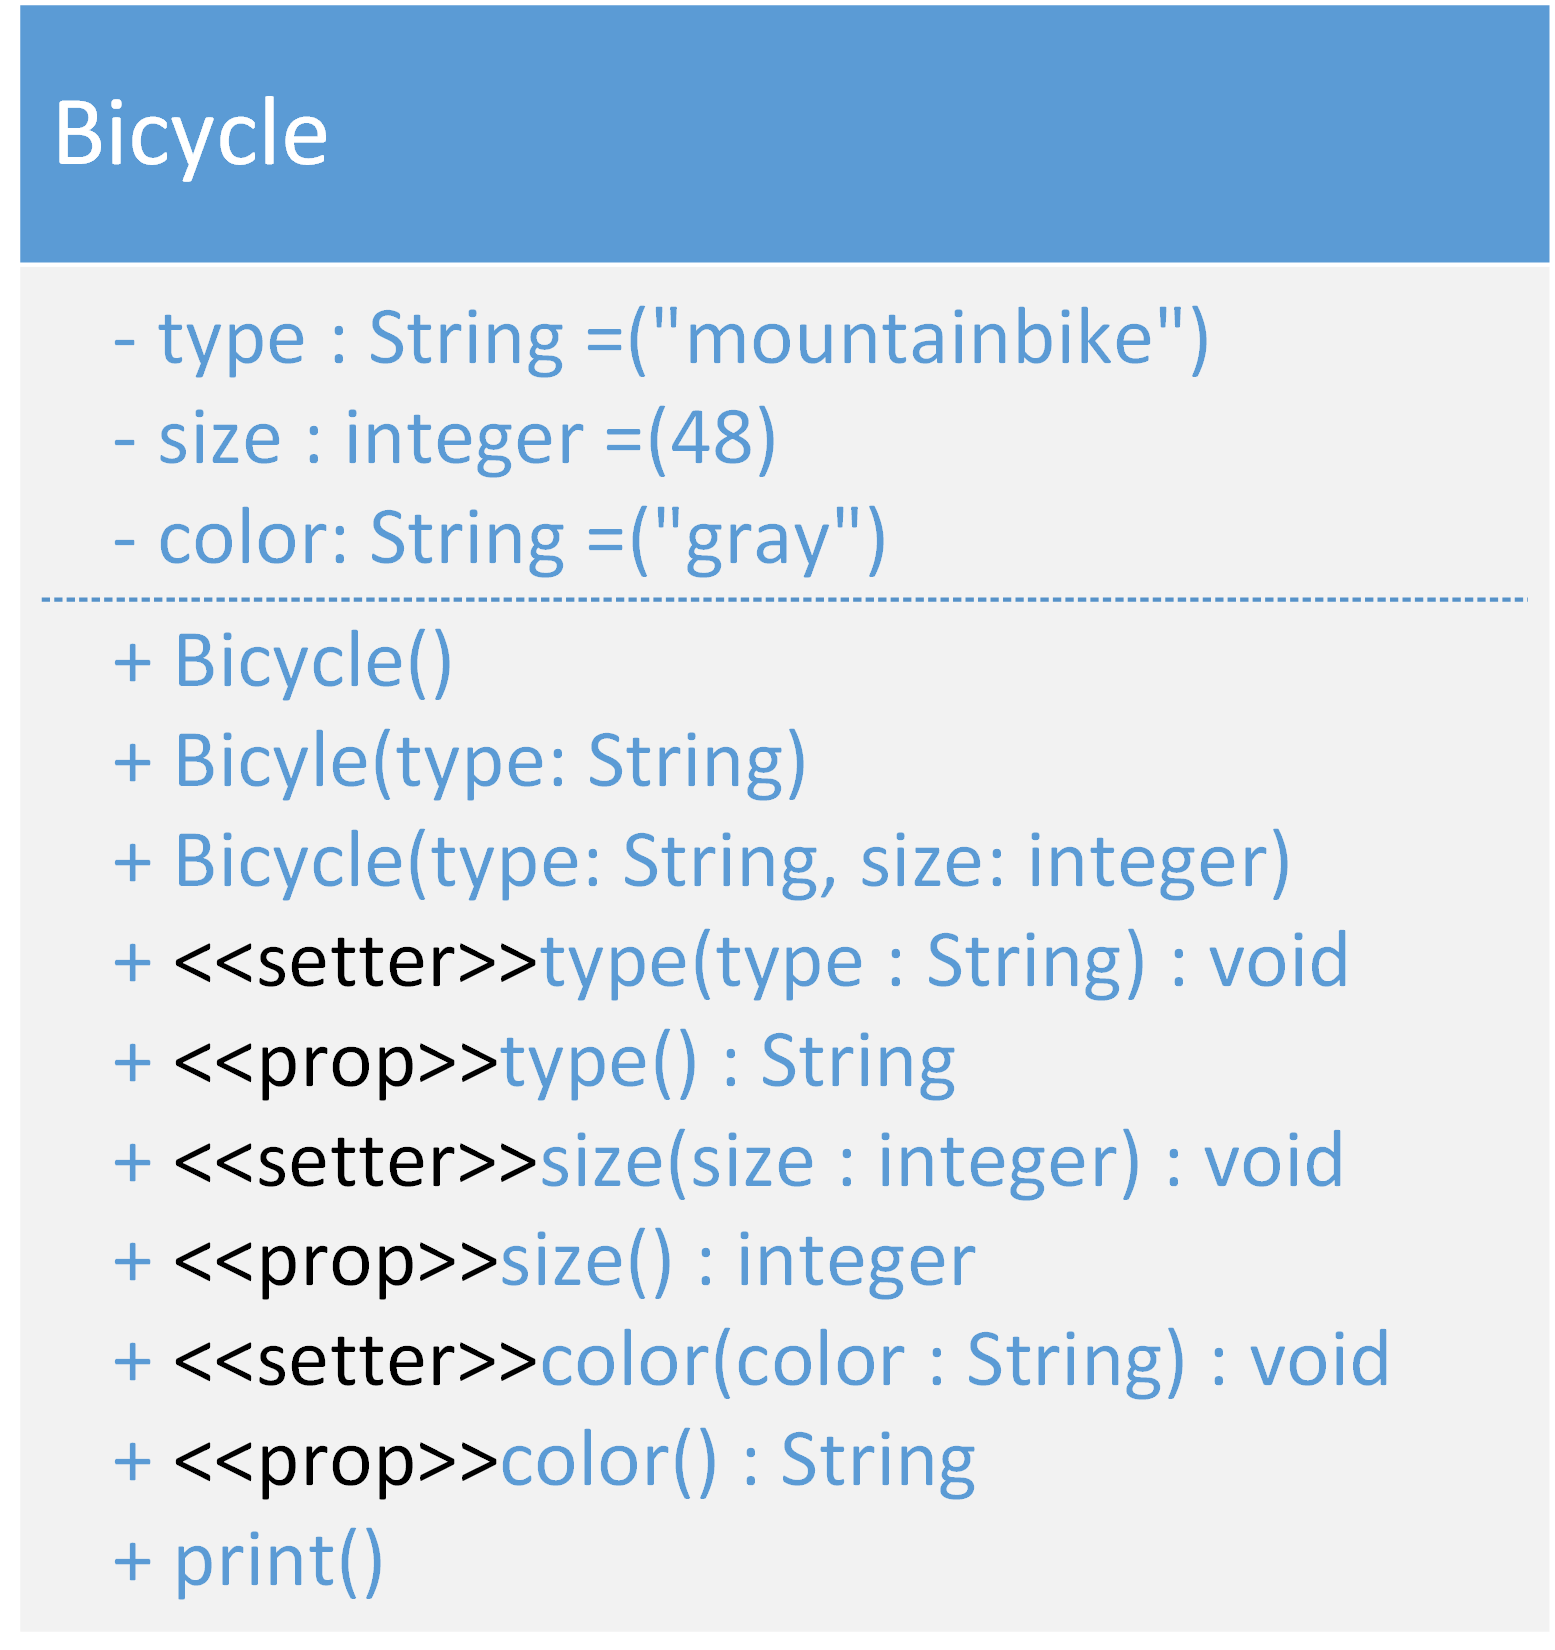 Bicycle
- type : String =("mountainbike")
- size : integer =(48)
- color: String =("gray")
+ Bicycle()
+ Bicyle(type: String)
+ Bicycle(type: String, size: integer)
+ <<setter>>type(type : String) : void
+ <<prop>>type() : String
+ <<setter>>size(size : integer) : void
+ <<prop>>size() : integer
+ <<setter>>color(color : String) : void
+ <<prop>>color() : String
+ print()